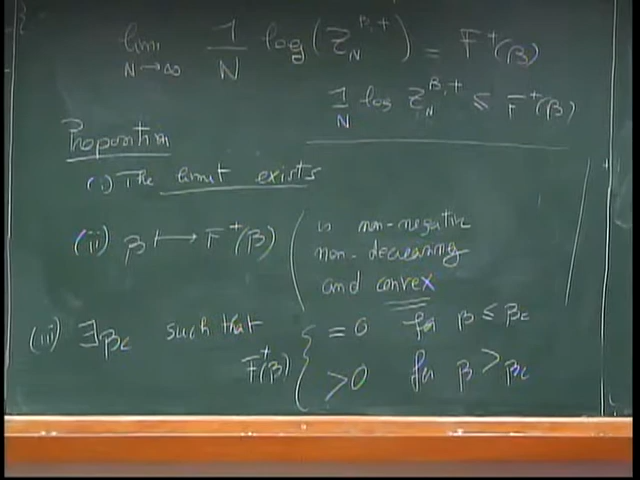 lim N→∞ 1/N log(Z_N^{β,+}) = F^+(β)
1/N log Z_N^{β,+} ≤ F^+(β)
Proposition
(i) The limit exists
(ii) β ⟼ F^+(β) ( is non-negative
non-decreasing
and convex
(iii) ∃β_c such that
F^+(β) { = 0 for β ≤ β_c
> 0 for β > β_c